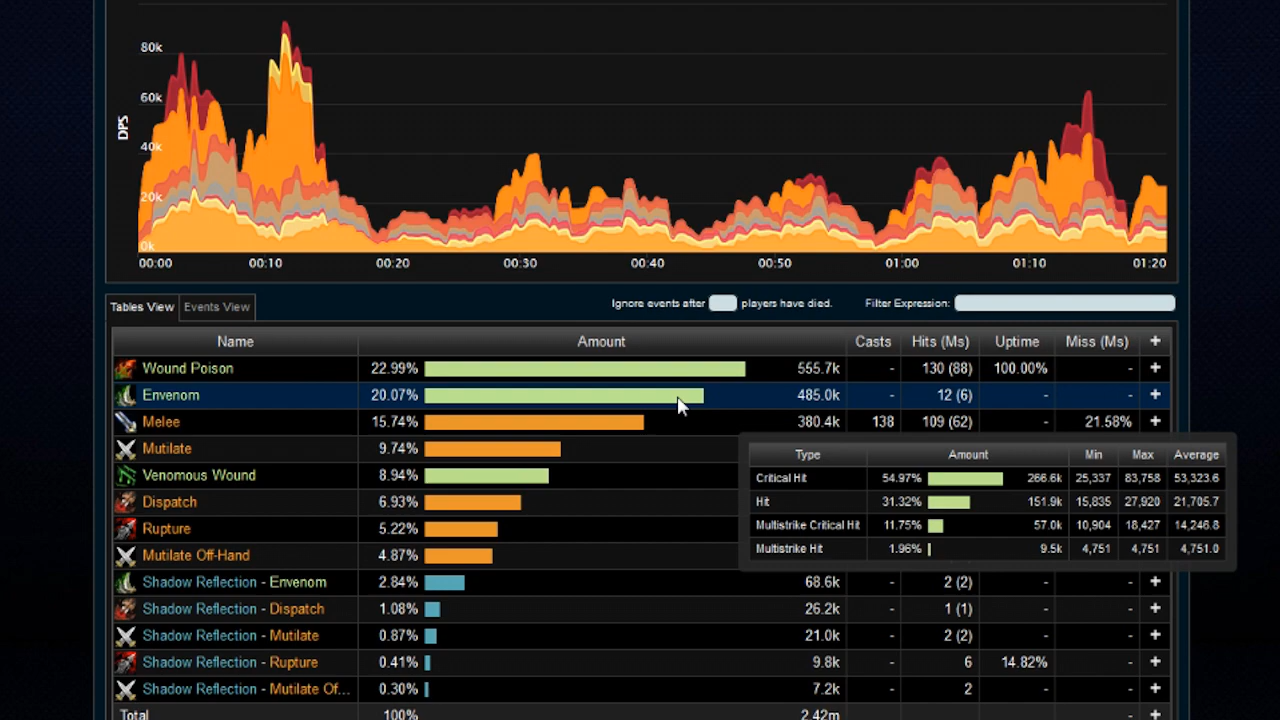 80k
60k
DPS
40k
20k
0k
00:00 00:10 00:20 00:30 00:40 00:50 01:00 01:10 01:20
Tables View Events View Ignore events after players have died. Filter Expression:
Name Amount Casts Hits (Ms) Uptime Miss (Ms) +
Wound Poison 22.99% 555.7k - 130 (88) 100.00% - +
Envenom 20.07% 485.0k - 12 (6) - - +
Melee 15.74% 380.4k 138 109 (62) - 21.58% +
Mutilate 9.74%
Venomous Wound 8.94%
Dispatch 6.93%
Rupture 5.22%
Mutilate Off-Hand 4.87%
Type Amount Min Max Average
Critical Hit 54.97% 266.6k 25,337 83,758 53,323.6
Hit 31.32% 151.9k 15,835 27,920 21,705.7
Multistrike Critical Hit 11.75% 57.0k 10,904 18,427 14,246.8
Multistrike Hit 1.96% 9.5k 4,751 4,751 4,751.0
Shadow Reflection - Envenom 2.84% 68.6k - 2 (2) - - +
Shadow Reflection - Dispatch 1.08% 26.2k - 1 (1) - - +
Shadow Reflection - Mutilate 0.87% 21.0k - 2 (2) - - +
Shadow Reflection - Rupture 0.41% 9.8k - 6 14.82% - +
Shadow Reflection - Mutilate Of... 0.30% 7.2k - 2 - - +
Total 100% 2.42m - - - - +